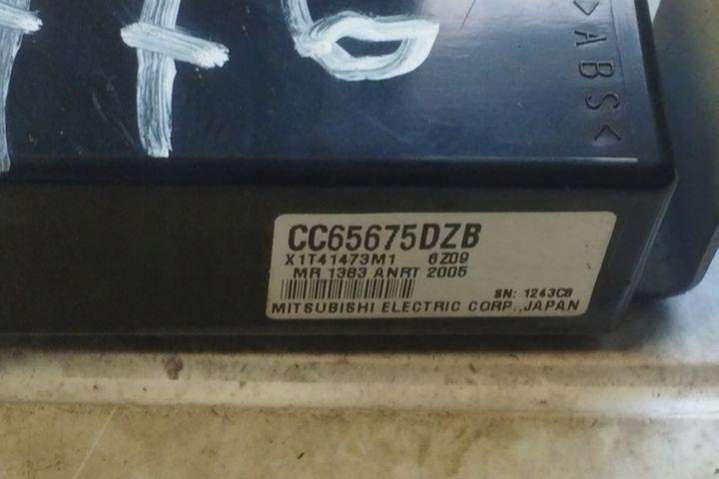 >ABS<
CC65675DZB
X1T41473M1 6Z09
MR 1383 ANRT 2005
SN: 1243C8
MITSUBISHI ELECTRIC CORP.,JAPAN